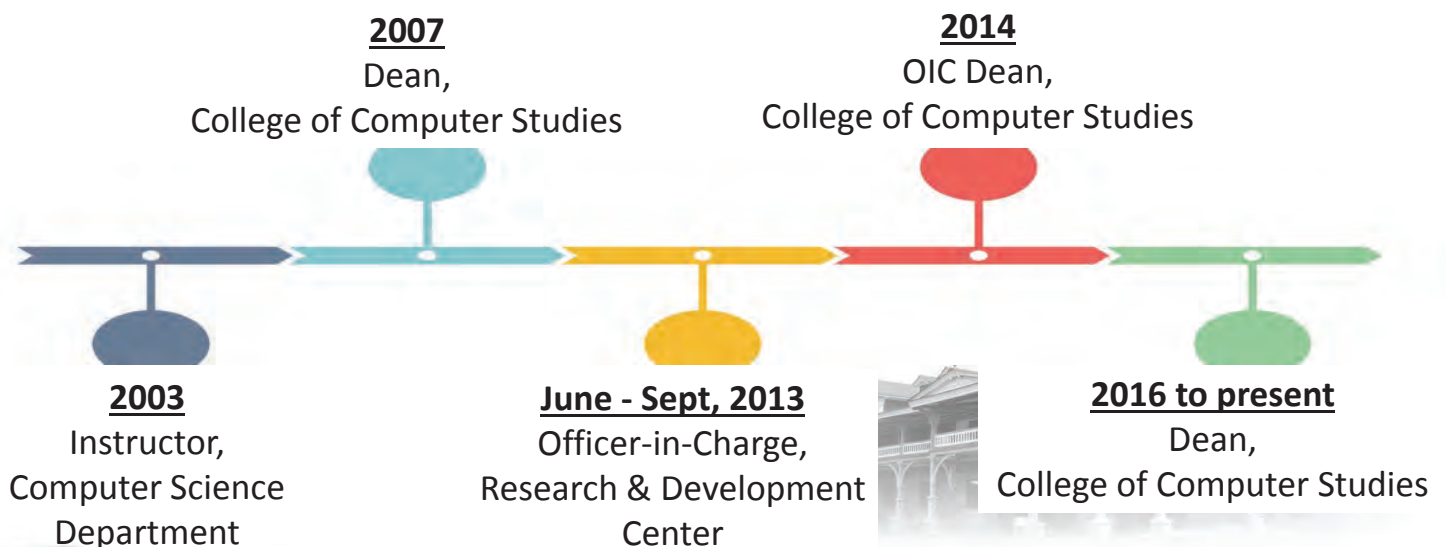 2007
Dean,
College of Computer Studies
2014
OIC Dean,
College of Computer Studies
2003
Instructor,
Computer Science
Department
June - Sept, 2013
Officer-in-Charge,
Research & Development
Center
2016 to present
Dean,
College of Computer Studies